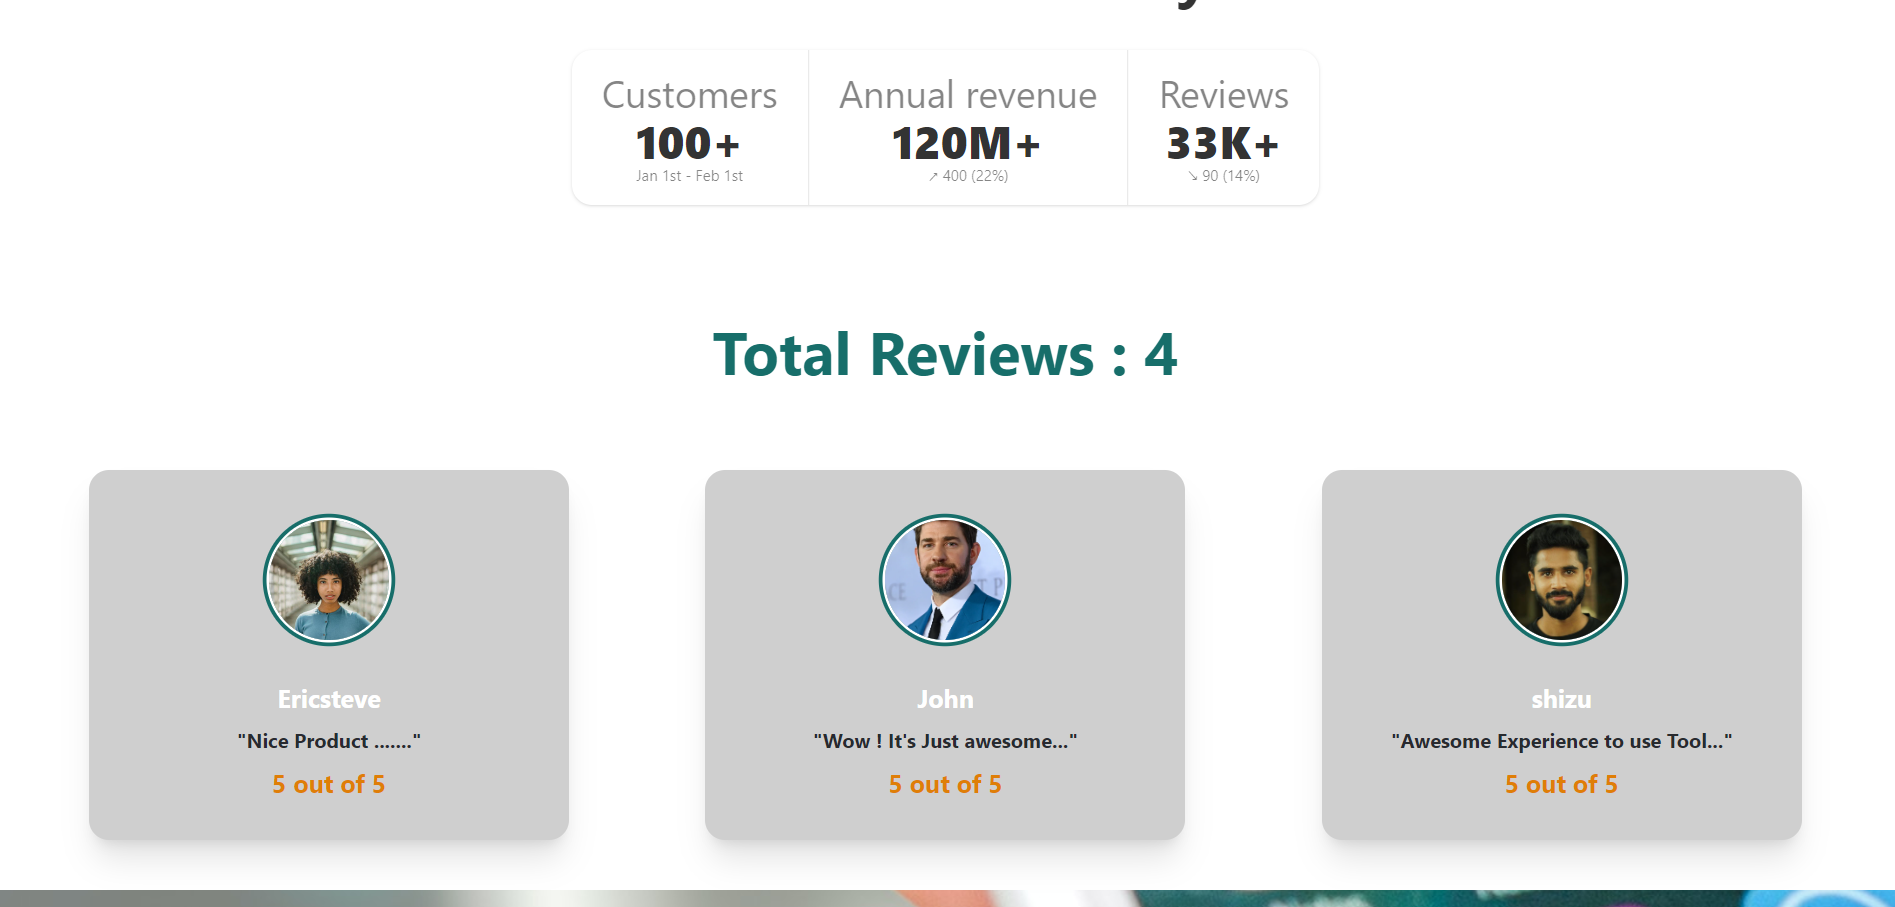 Customers
100+
Jan 1st - Feb 1st
Annual revenue
120M+
↗︎ 400 (22%)
Reviews
33K+
↘︎ 90 (14%)
Total Reviews : 4
Ericsteve
"Nice Product ......."
5 out of 5
John
"Wow ! It's Just awesome..."
5 out of 5
shizu
"Awesome Experience to use Tool..."
5 out of 5